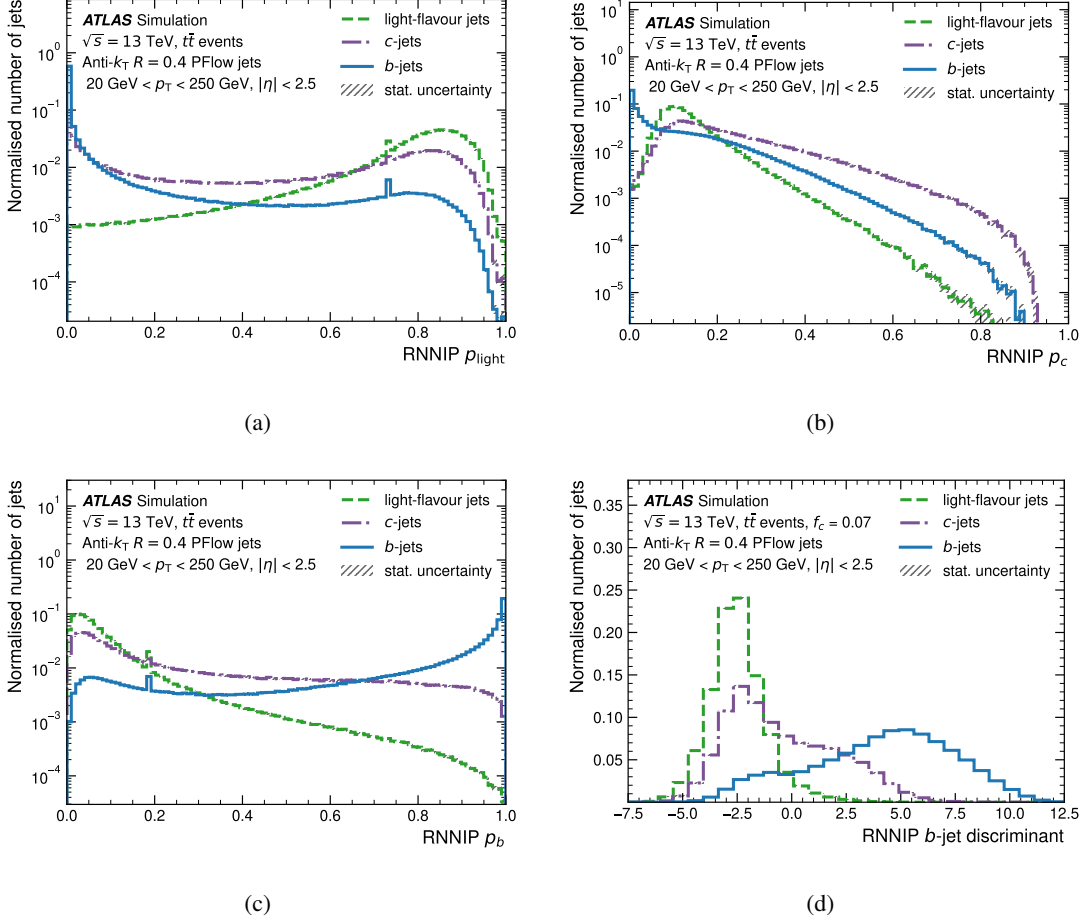 ATLAS Simulation
√s = 13 TeV, tt̄ events
Anti-k_T R = 0.4 PFlow jets
20 GeV < p_T < 250 GeV, |η| < 2.5
light-flavour jets
c-jets
b-jets
stat. uncertainty
Normalised number of jets
10^0
10^−1
10^−2
10^−3
10^−4
0.0 0.2 0.4 0.6 0.8 1.0
RNNIP p_light
(a)
ATLAS Simulation
√s = 13 TeV, tt̄ events
Anti-k_T R = 0.4 PFlow jets
20 GeV < p_T < 250 GeV, |η| < 2.5
light-flavour jets
c-jets
b-jets
stat. uncertainty
Normalised number of jets
10^1
10^0
10^−1
10^−2
10^−3
10^−4
10^−5
0.0 0.2 0.4 0.6 0.8 1.0
RNNIP p_c
(b)
ATLAS Simulation
√s = 13 TeV, tt̄ events
Anti-k_T R = 0.4 PFlow jets
20 GeV < p_T < 250 GeV, |η| < 2.5
light-flavour jets
c-jets
b-jets
stat. uncertainty
Normalised number of jets
10^1
10^0
10^−1
10^−2
10^−3
10^−4
0.0 0.2 0.4 0.6 0.8 1.0
RNNIP p_b
(c)
ATLAS Simulation
√s = 13 TeV, tt̄ events, f_c = 0.07
Anti-k_T R = 0.4 PFlow jets
20 GeV < p_T < 250 GeV, |η| < 2.5
light-flavour jets
c-jets
b-jets
stat. uncertainty
Normalised number of jets
0.35
0.30
0.25
0.20
0.15
0.10
0.05
−7.5 −5.0 −2.5 0.0 2.5 5.0 7.5 10.0 12.5
RNNIP b-jet discriminant
(d)